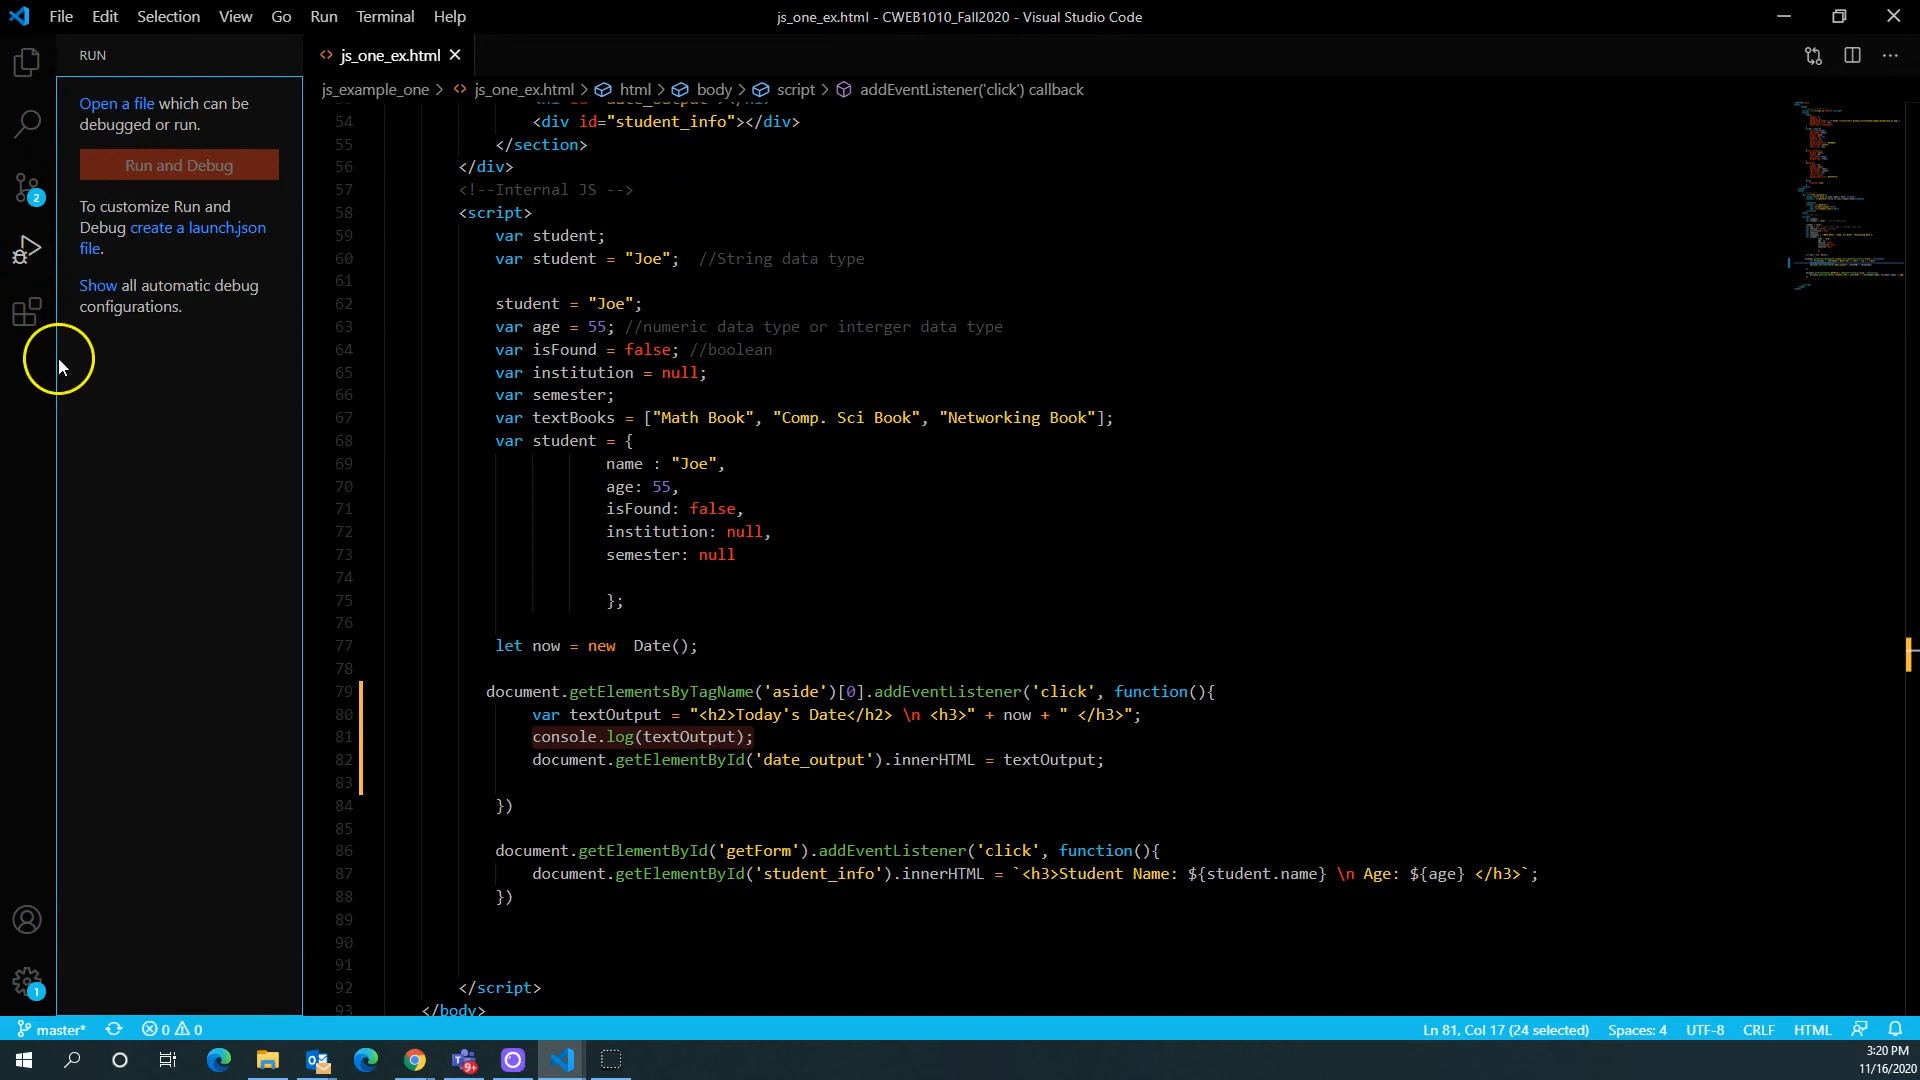 File Edit Selection View Go Run Terminal Help
js_one_ex.html - CWEB1010_Fall2020 - Visual Studio Code
RUN
js_one_ex.html
Open a file which can be
debugged or run.
Run and Debug
To customize Run and
Debug create a launch.json
file.
Show all automatic debug
configurations.
2
1
js_example_one > js_one_ex.html > html > body > script > addEventListener('click') callback
54 <div id="student_info"></div>
55 </section>
56 </div>
57 <!--Internal JS -->
58 <script>
59 var student;
60 var student = "Joe"; //String data type
61
62 student = "Joe";
63 var age = 55; //numeric data type or interger data type
64 var isFound = false; //boolean
65 var institution = null;
66 var semester;
67 var textBooks = ["Math Book", "Comp. Sci Book", "Networking Book"];
68 var student = {
69 name : "Joe",
70 age: 55,
71 isFound: false,
72 institution: null,
73 semester: null
74
75 };
76
77 let now = new  Date();
78
79 document.getElementsByTagName('aside')[0].addEventListener('click', function(){
80 var textOutput = "<h2>Today's Date</h2> \n <h3>" + now + " </h3>";
81 console.log(textOutput);
82 document.getElementById('date_output').innerHTML = textOutput;
83
84 })
85
86 document.getElementById('getForm').addEventListener('click', function(){
87 document.getElementById('student_info').innerHTML = `<h3>Student Name: ${student.name} \n Age: ${age} </h3>`;
88 })
89
90
91
92 </script>
93 </body>
master* 0 0
Ln 81, Col 17 (24 selected) Spaces: 4 UTF-8 CRLF HTML
9+
3:20 PM
11/16/2020